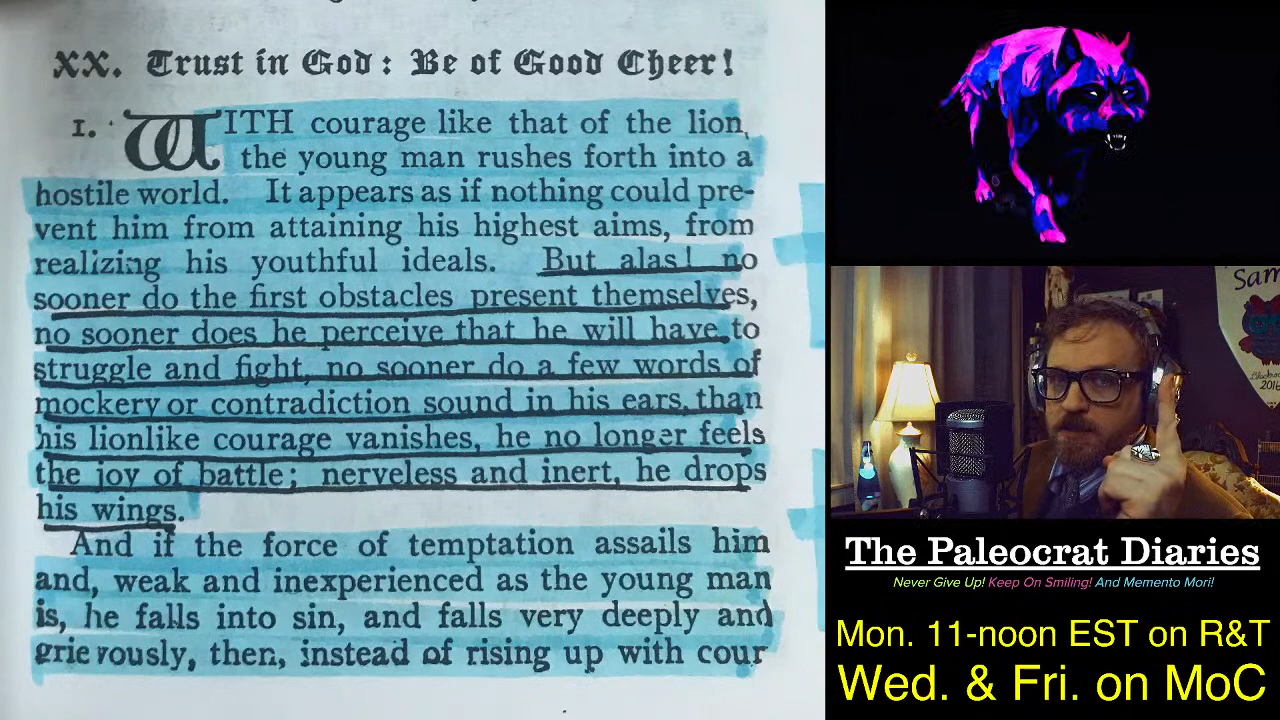 XX. Trust in God: Be of Good Cheer!
1. WITH courage like that of the lion,
the young man rushes forth into a
hostile world. It appears as if nothing could pre-
vent him from attaining his highest aims, from
realizing his youthful ideals. But alas! no
sooner do the first obstacles present themselves,
no sooner does he perceive that he will have to
struggle and fight, no sooner do a few words of
mockery or contradiction sound in his ears, than
his lionlike courage vanishes, he no longer feels
the joy of battle; nerveless and inert, he drops
his wings.
And if the force of temptation assails him
and, weak and inexperienced as the young man
is, he falls into sin, and falls very deeply and
grievously, then, instead of rising up with cour
Sam
2016
The Paleocrat Diaries
Never Give Up! Keep On Smiling! And Memento Mori!
Mon. 11-noon EST on R&T
Wed. & Fri. on MoC